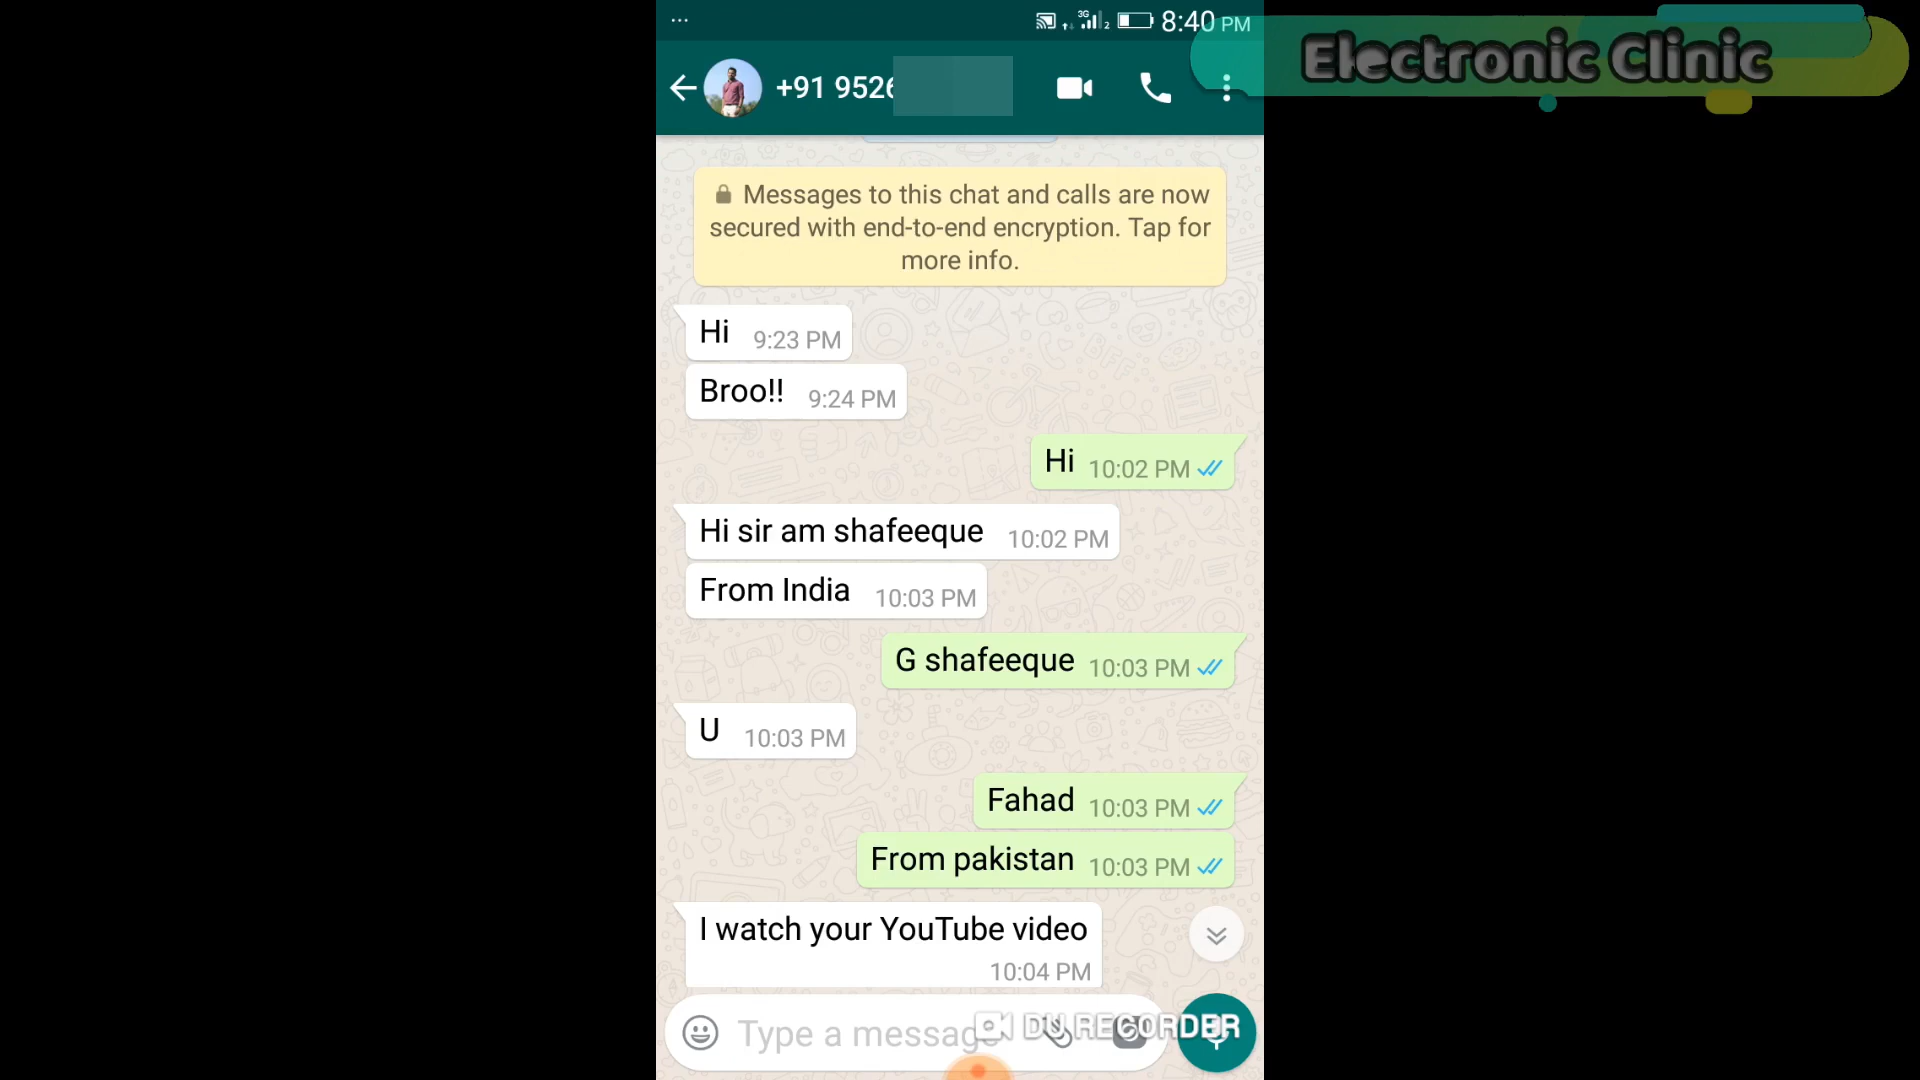 ... 3G 2 8:40 PM
Electronic Clinic
+91 9526
Messages to this chat and calls are now
secured with end-to-end encryption. Tap for
more info.
Hi 9:23 PM
Broo!! 9:24 PM
Hi 10:02 PM
Hi sir am shafeeque 10:02 PM
From India 10:03 PM
G shafeeque 10:03 PM
U 10:03 PM
Fahad 10:03 PM
From pakistan 10:03 PM
I watch your YouTube video
10:04 PM
Type a message
DU RECORDER